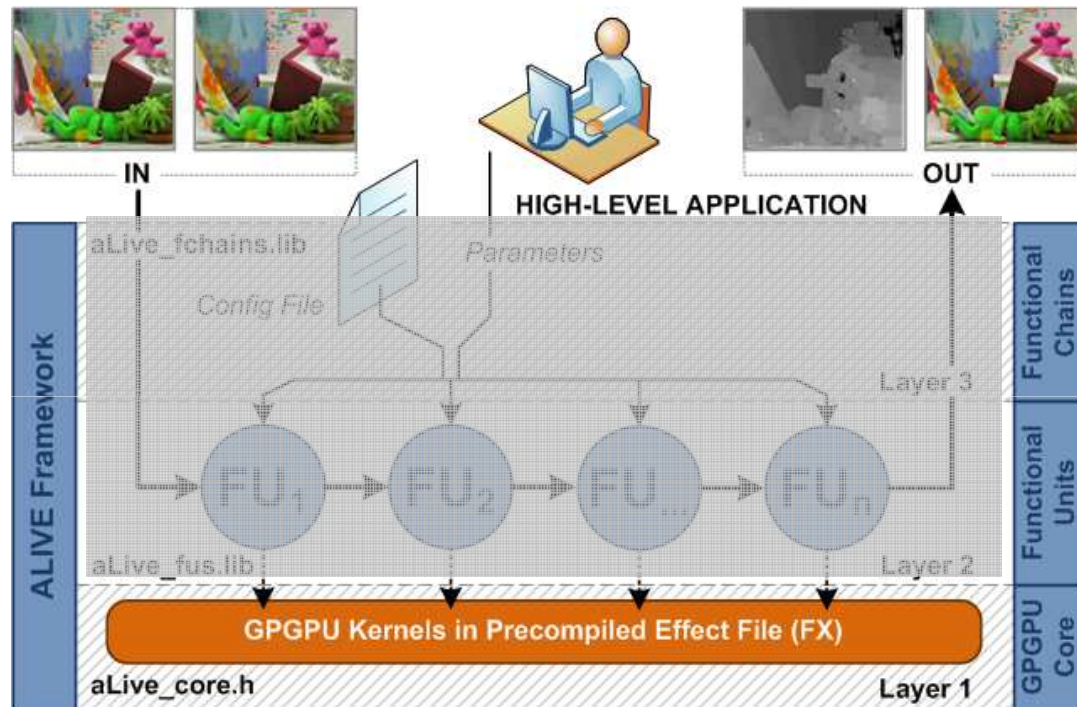 IN
OUT
HIGH-LEVEL APPLICATION
aLive_fchains.lib
Parameters
Config File
Layer 3
Functional
Chains
ALIVE Framework
FU1
FU2
FU...
FUn
Functional
Units
aLive_fus.lib
Layer 2
GPGPU Kernels in Precompiled Effect File (FX)
GPGPU
Core
aLive_core.h
Layer 1